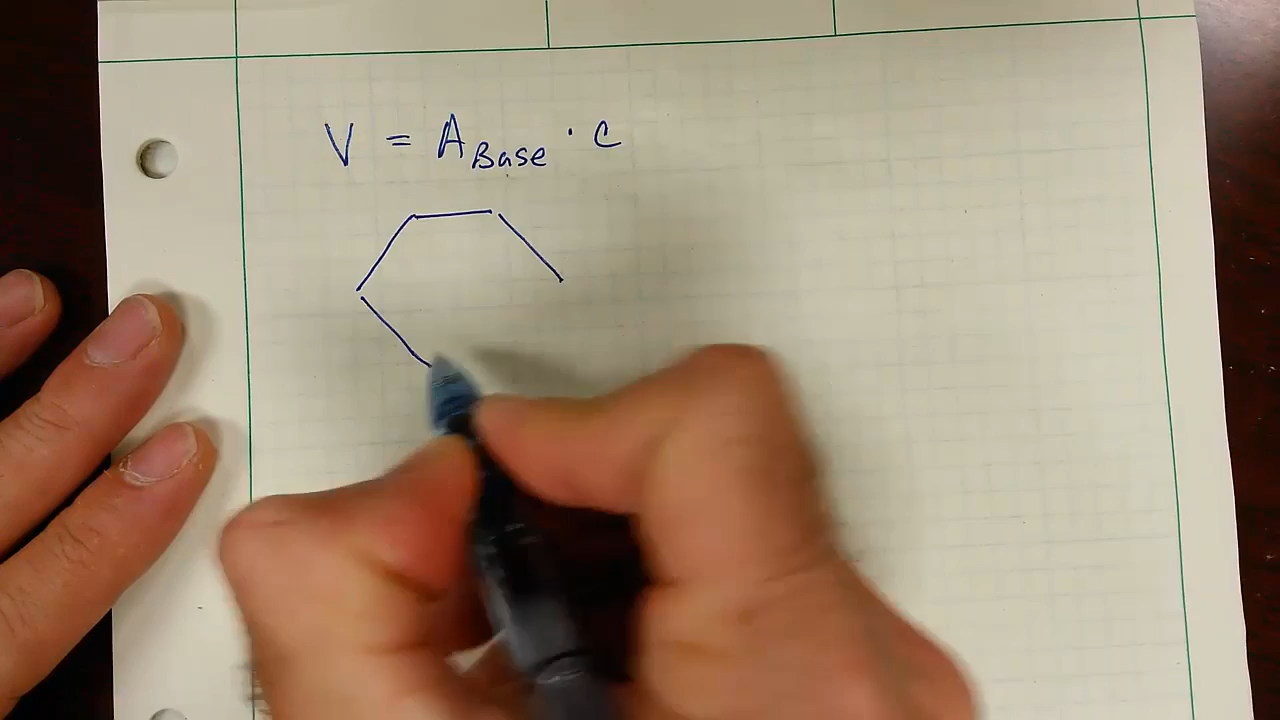 V = A_Base · c